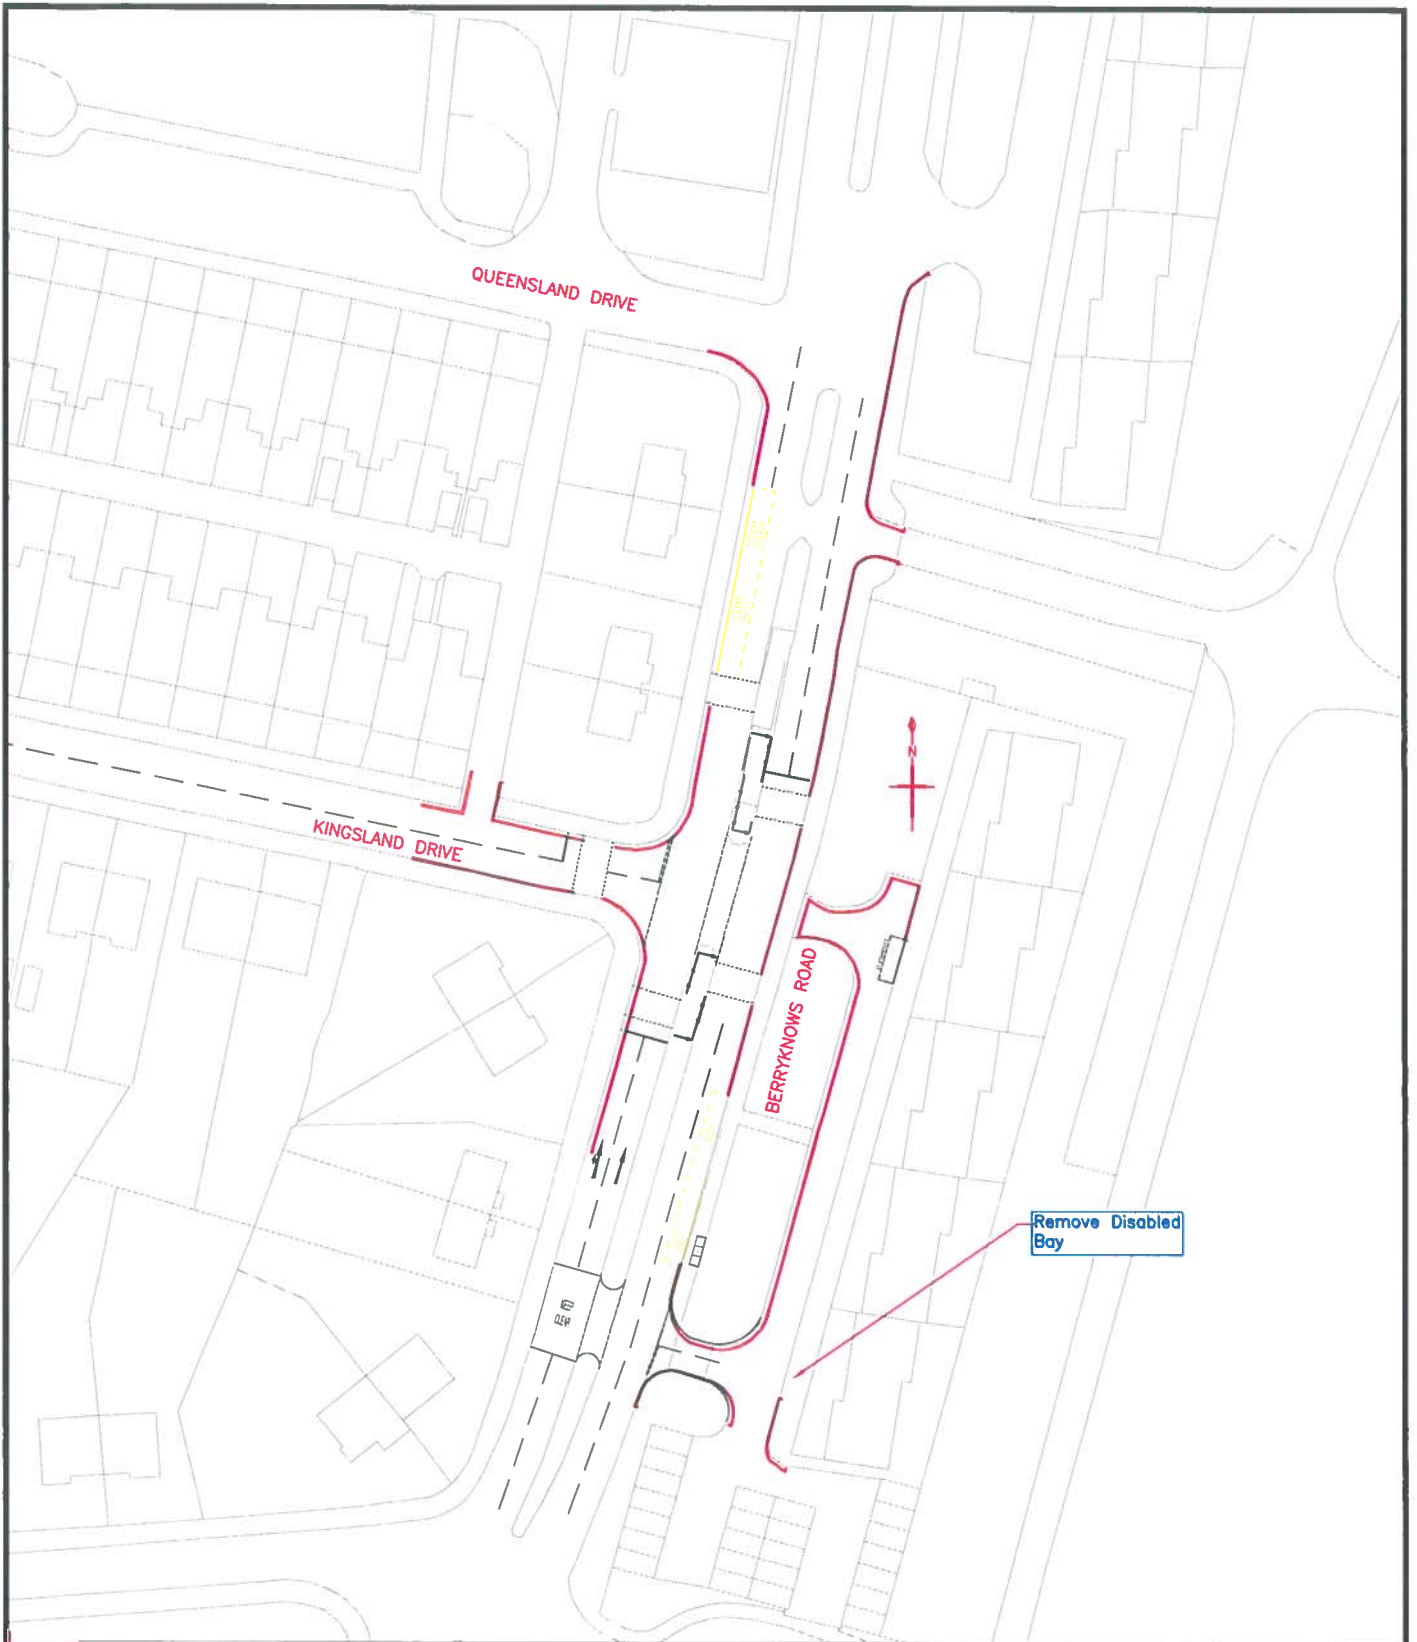 QUEENSLAND DRIVE
N
KINGSLAND DRIVE
BERRYKNOWS ROAD
Remove Disabled
Bay